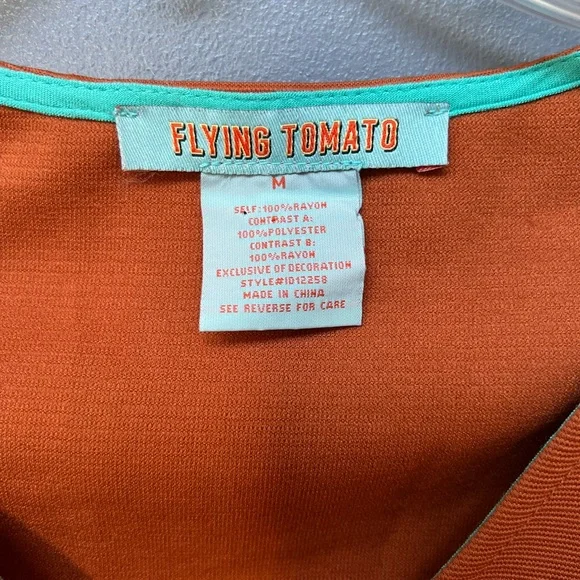 FLYING TOMATO
M
SELF:100%RAYON
CONTRAST A:
100%POLYESTER
CONTRAST B:
100%RAYON
EXCLUSIVE OF DECORATION
STYLE#ID12258
MADE IN CHINA
SEE REVERSE FOR CARE